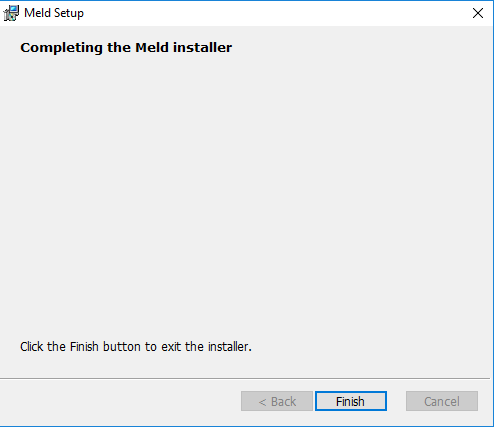 Meld Setup
Completing the Meld installer
Click the Finish button to exit the installer.
< Back Finish Cancel